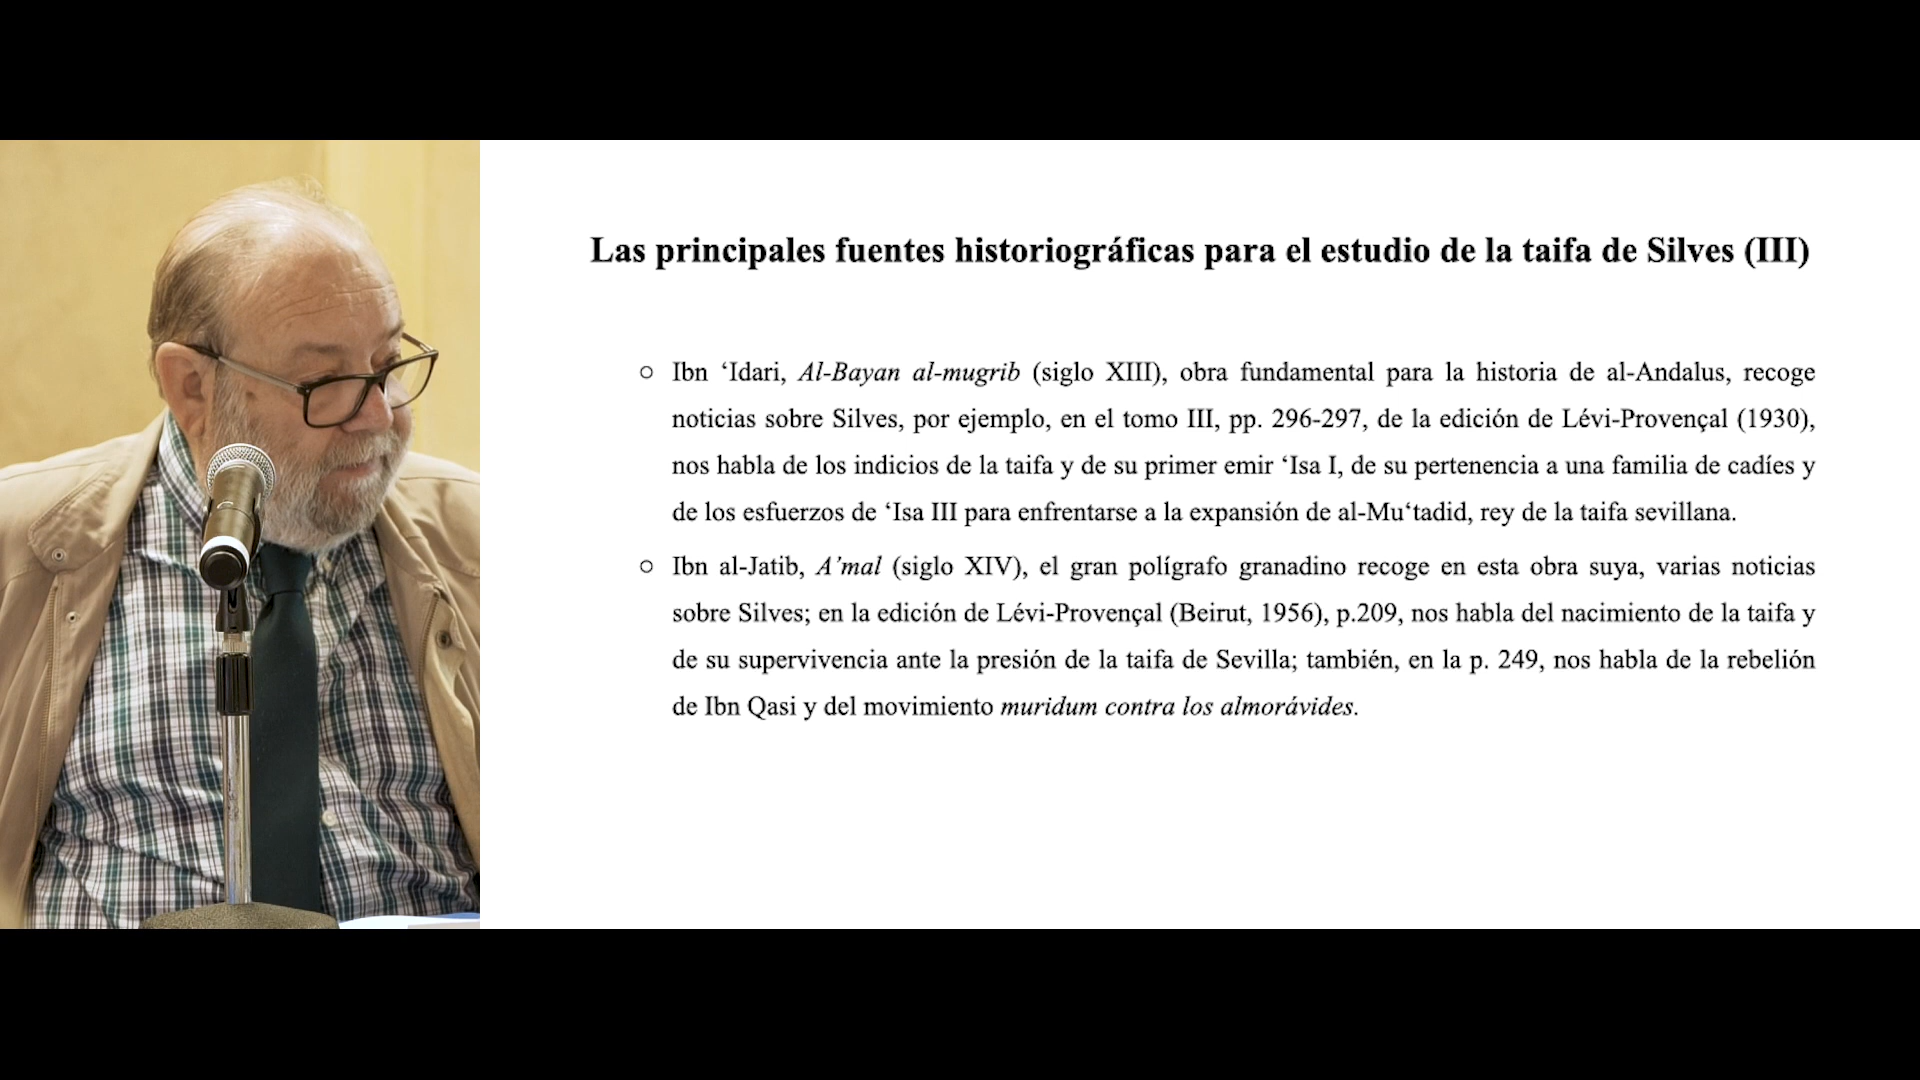 Las principales fuentes historiográficas para el estudio de la taifa de Silves (III)
○ Ibn ‘Idari, Al-Bayan al-mugrib (siglo XIII), obra fundamental para la historia de al-Andalus, recoge
noticias sobre Silves, por ejemplo, en el tomo III, pp. 296-297, de la edición de Lévi-Provençal (1930),
nos habla de los indicios de la taifa y de su primer emir ‘Isa I, de su pertenencia a una familia de cadíes y
de los esfuerzos de ‘Isa III para enfrentarse a la expansión de al-Mu‘tadid, rey de la taifa sevillana.
○ Ibn al-Jatib, A’mal (siglo XIV), el gran polígrafo granadino recoge en esta obra suya, varias noticias
sobre Silves; en la edición de Lévi-Provençal (Beirut, 1956), p.209, nos habla del nacimiento de la taifa y
de su supervivencia ante la presión de la taifa de Sevilla; también, en la p. 249, nos habla de la rebelión
de Ibn Qasi y del movimiento muridum contra los almorávides.